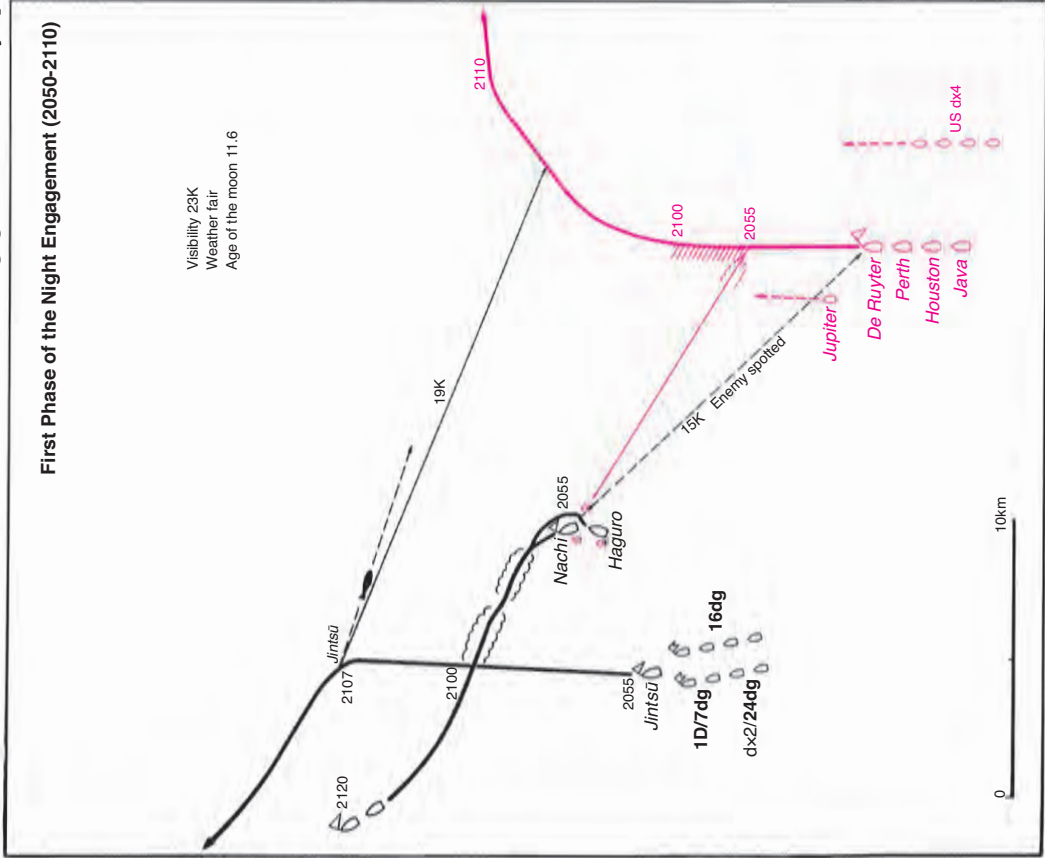 First Phase of the Night Engagement (2050-2110)
Visibility 23K
Weather fair
Age of the moon 11.6
2110
19K
US dx4
2100
2055
Jupiter
De Ruyter
Perth
Houston
Java
15K Enemy spotted
2055
Nachi
Haguro
Jintsū
2107
2100
2055
Jintsū
16dg
1D/7dg
dx2/24dg
2120
0
10km